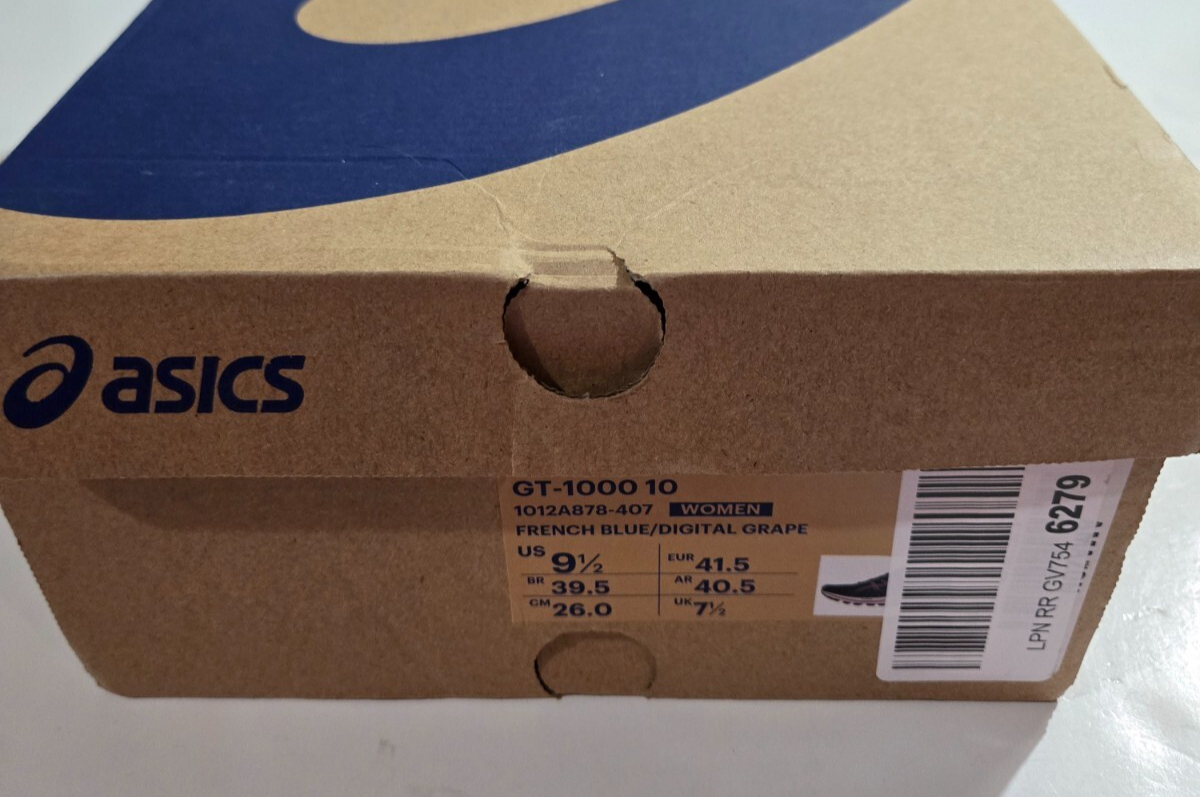 asics
GT-1000 10
1012A878-407 WOMEN
FRENCH BLUE/DIGITAL GRAPE
US 9½ EUR 41.5
BR 39.5 AR 40.5
CM 26.0 UK 7½
LPN RR GV754 6279